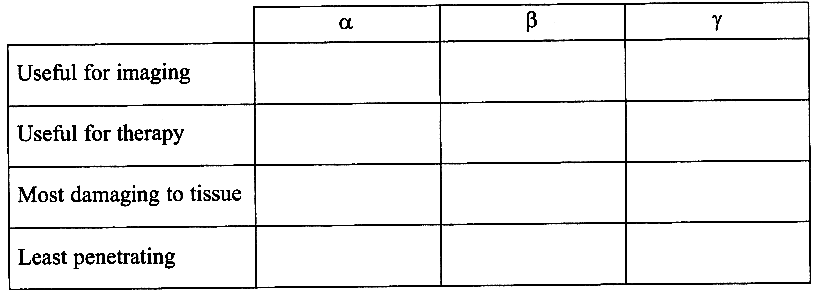 α β γ
Useful for imaging
Useful for therapy
Most damaging to tissue
Least penetrating